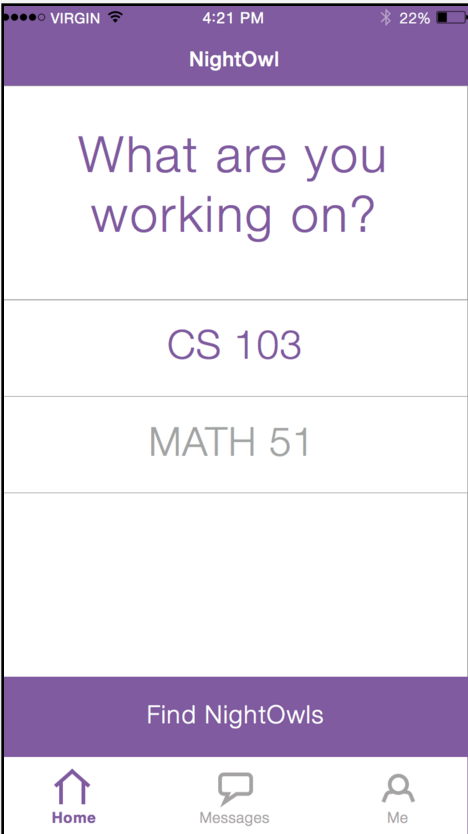 VIRGIN 4:21 PM 22%
NightOwl
What are you
working on?
CS 103
MATH 51
Find NightOwls
Home Messages Me